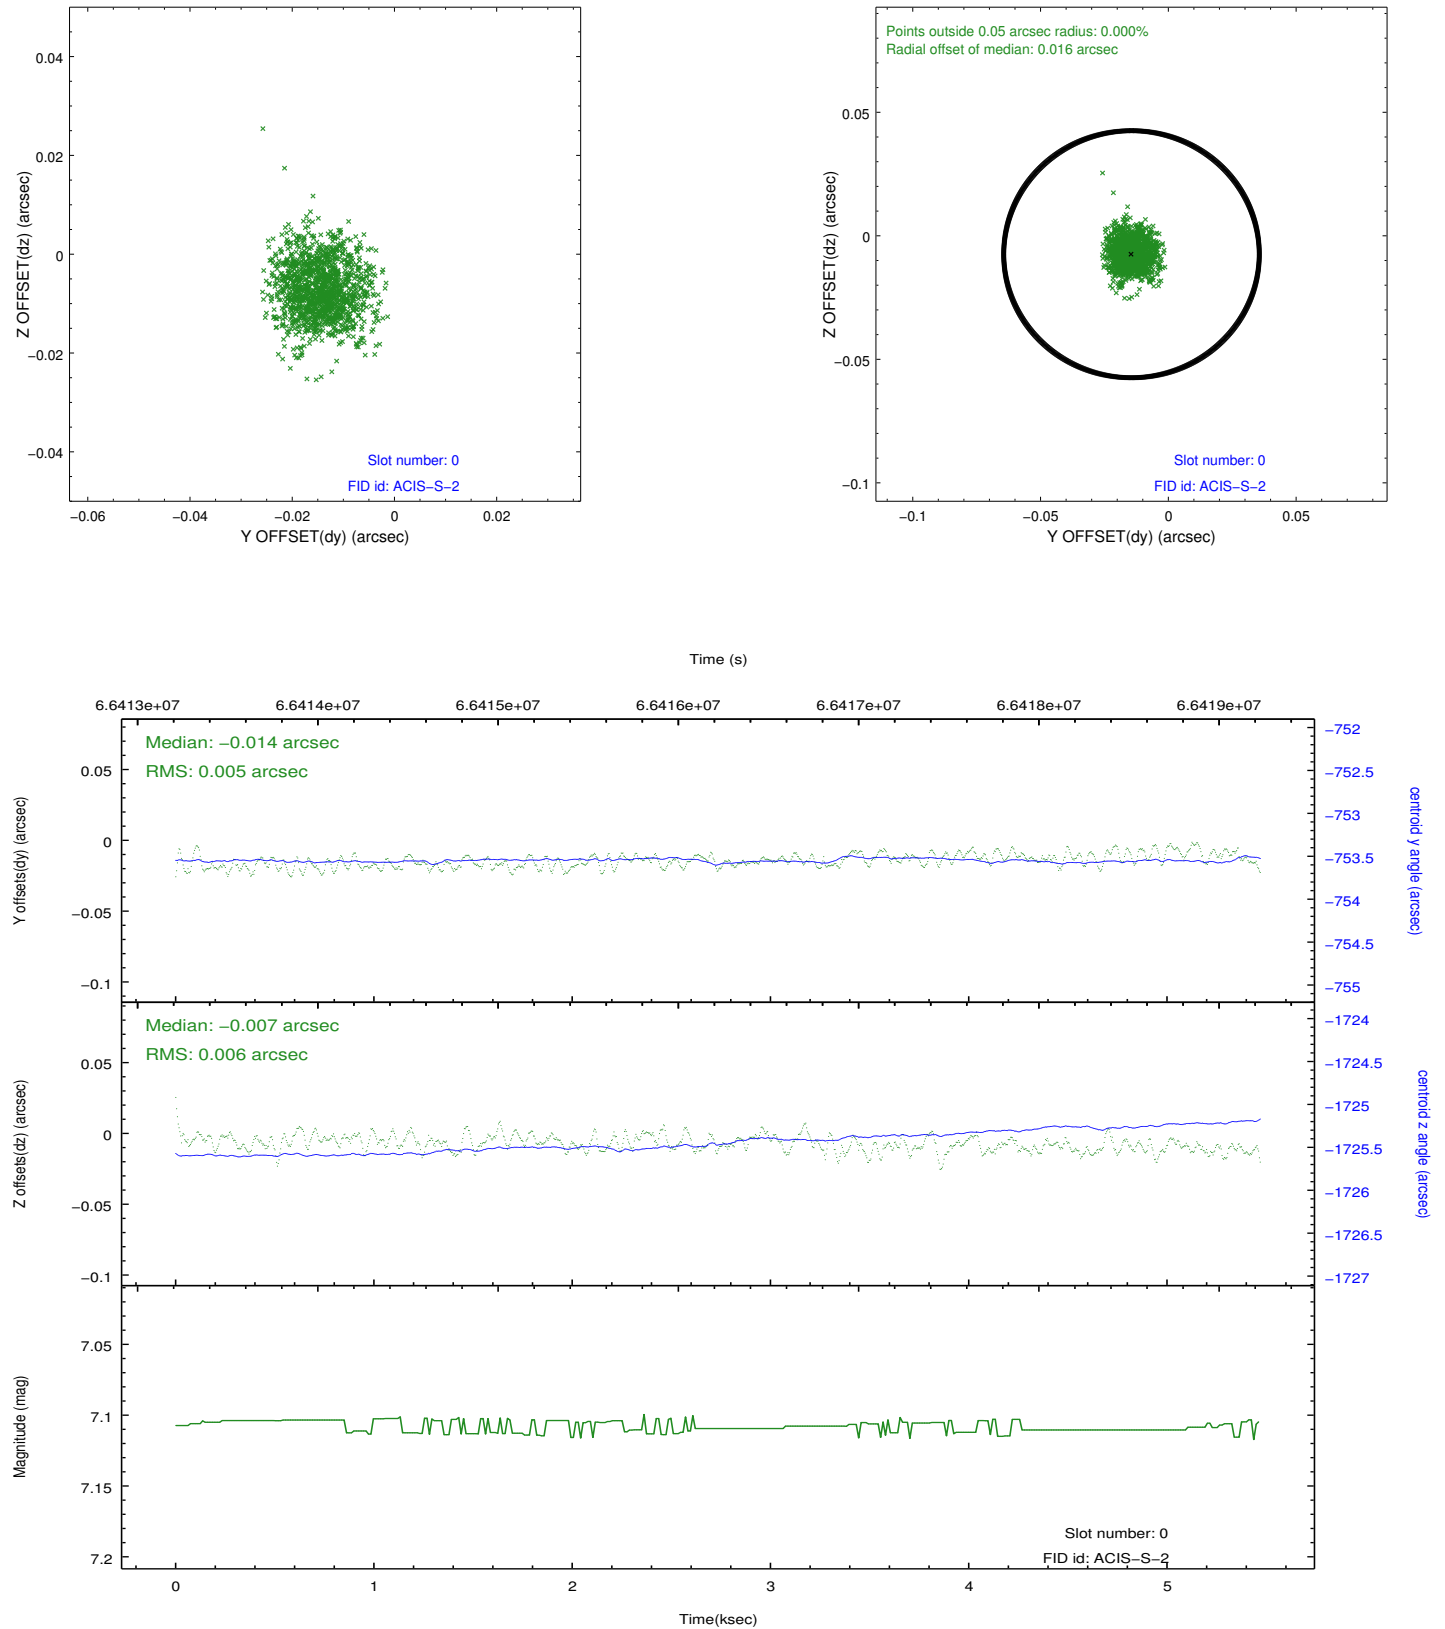 0.04
0.02
0
−0.02
−0.04
Z OFFSET(dz) (arcsec)
Slot number: 0
FID id: ACIS−S−2
−0.06
−0.04
−0.02
0
0.02
Y OFFSET(dy) (arcsec)
Points outside 0.05 arcsec radius: 0.000%
Radial offset of median: 0.016 arcsec
0.05
0
−0.05
−0.1
Z OFFSET(dz) (arcsec)
Slot number: 0
FID id: ACIS−S−2
−0.1
−0.05
0
0.05
Y OFFSET(dy) (arcsec)
Time (s)
6.6413e+07
6.6414e+07
6.6415e+07
6.6416e+07
6.6417e+07
6.6418e+07
6.6419e+07
Median: −0.014 arcsec
RMS: 0.005 arcsec
0.05
0
−0.05
−0.1
Y offsets(dy) (arcsec)
−752
−752.5
−753
−753.5
−754
−754.5
−755
centroid y angle (arcsec)
Median: −0.007 arcsec
RMS: 0.006 arcsec
0.05
0
−0.05
−0.1
Z offsets(dz) (arcsec)
−1724
−1724.5
−1725
−1725.5
−1726
−1726.5
−1727
centroid z angle (arcsec)
7.05
7.1
7.15
7.2
Magnitude (mag)
Slot number: 0
FID id: ACIS−S−2
0
1
2
3
4
5
Time(ksec)